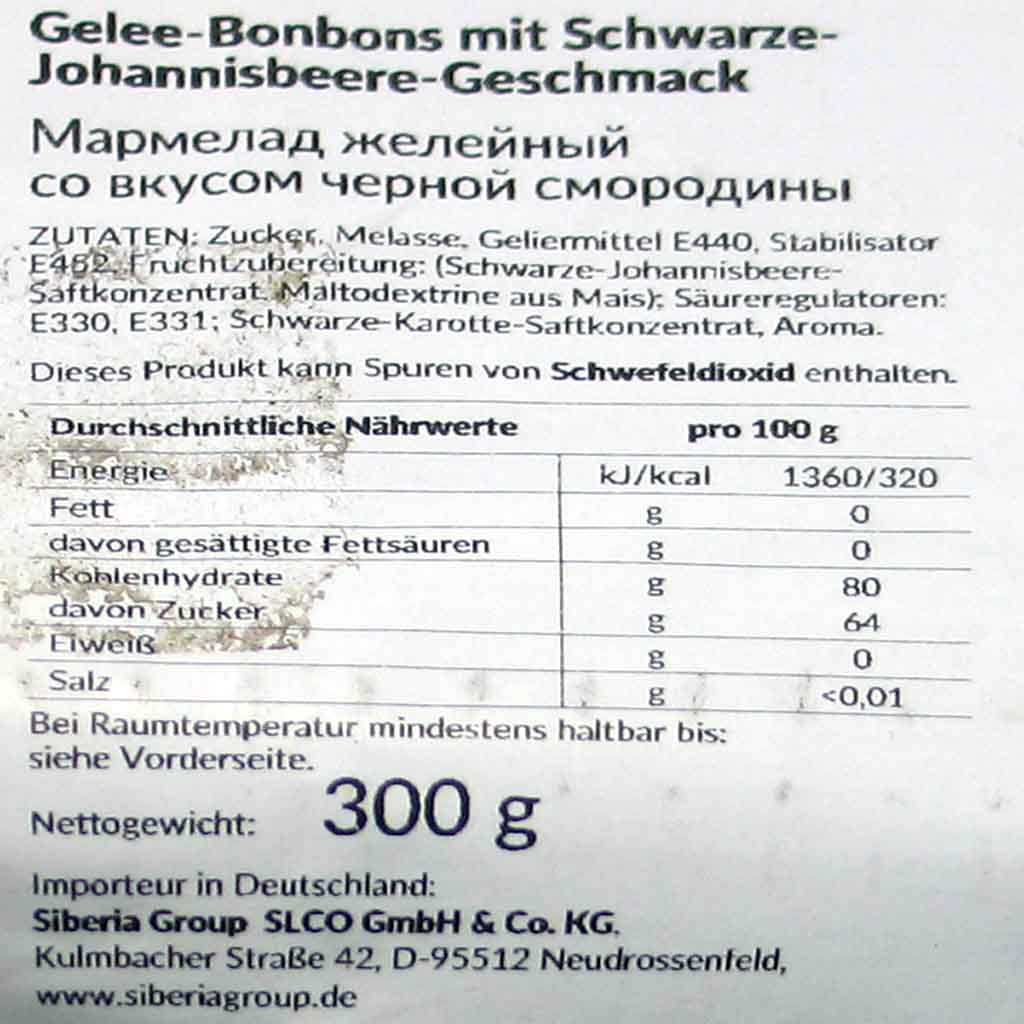 Gelee-Bonbons mit Schwarze-
Johannisbeere-Geschmack
Мармелад желейный
со вкусом черной смородины
ZUTATEN: Zucker, Melasse, Geliermittel E440, Stabilisator
E452, Fruchtzubereitung: (Schwarze-Johannisbeere-
Saftkonzentrat, Maltodextrine aus Mais); Säureregulatoren:
E330, E331; Schwarze-Karotte-Saftkonzentrat, Aroma.
Dieses Produkt kann Spuren von Schwefeldioxid enthalten.
Durchschnittliche Nährwerte pro 100 g
Energie kJ/kcal 1360/320
Fett g 0
davon gesättigte Fettsäuren g 0
Kohlenhydrate g 80
davon Zucker g 64
Eiweiß g 0
Salz g <0,01
Bei Raumtemperatur mindestens haltbar bis:
siehe Vorderseite.
Nettogewicht: 300 g
Importeur in Deutschland:
Siberia Group SLCO GmbH & Co. KG.
Kulmbacher Straße 42, D-95512 Neudrossenfeld,
www.siberiagroup.de